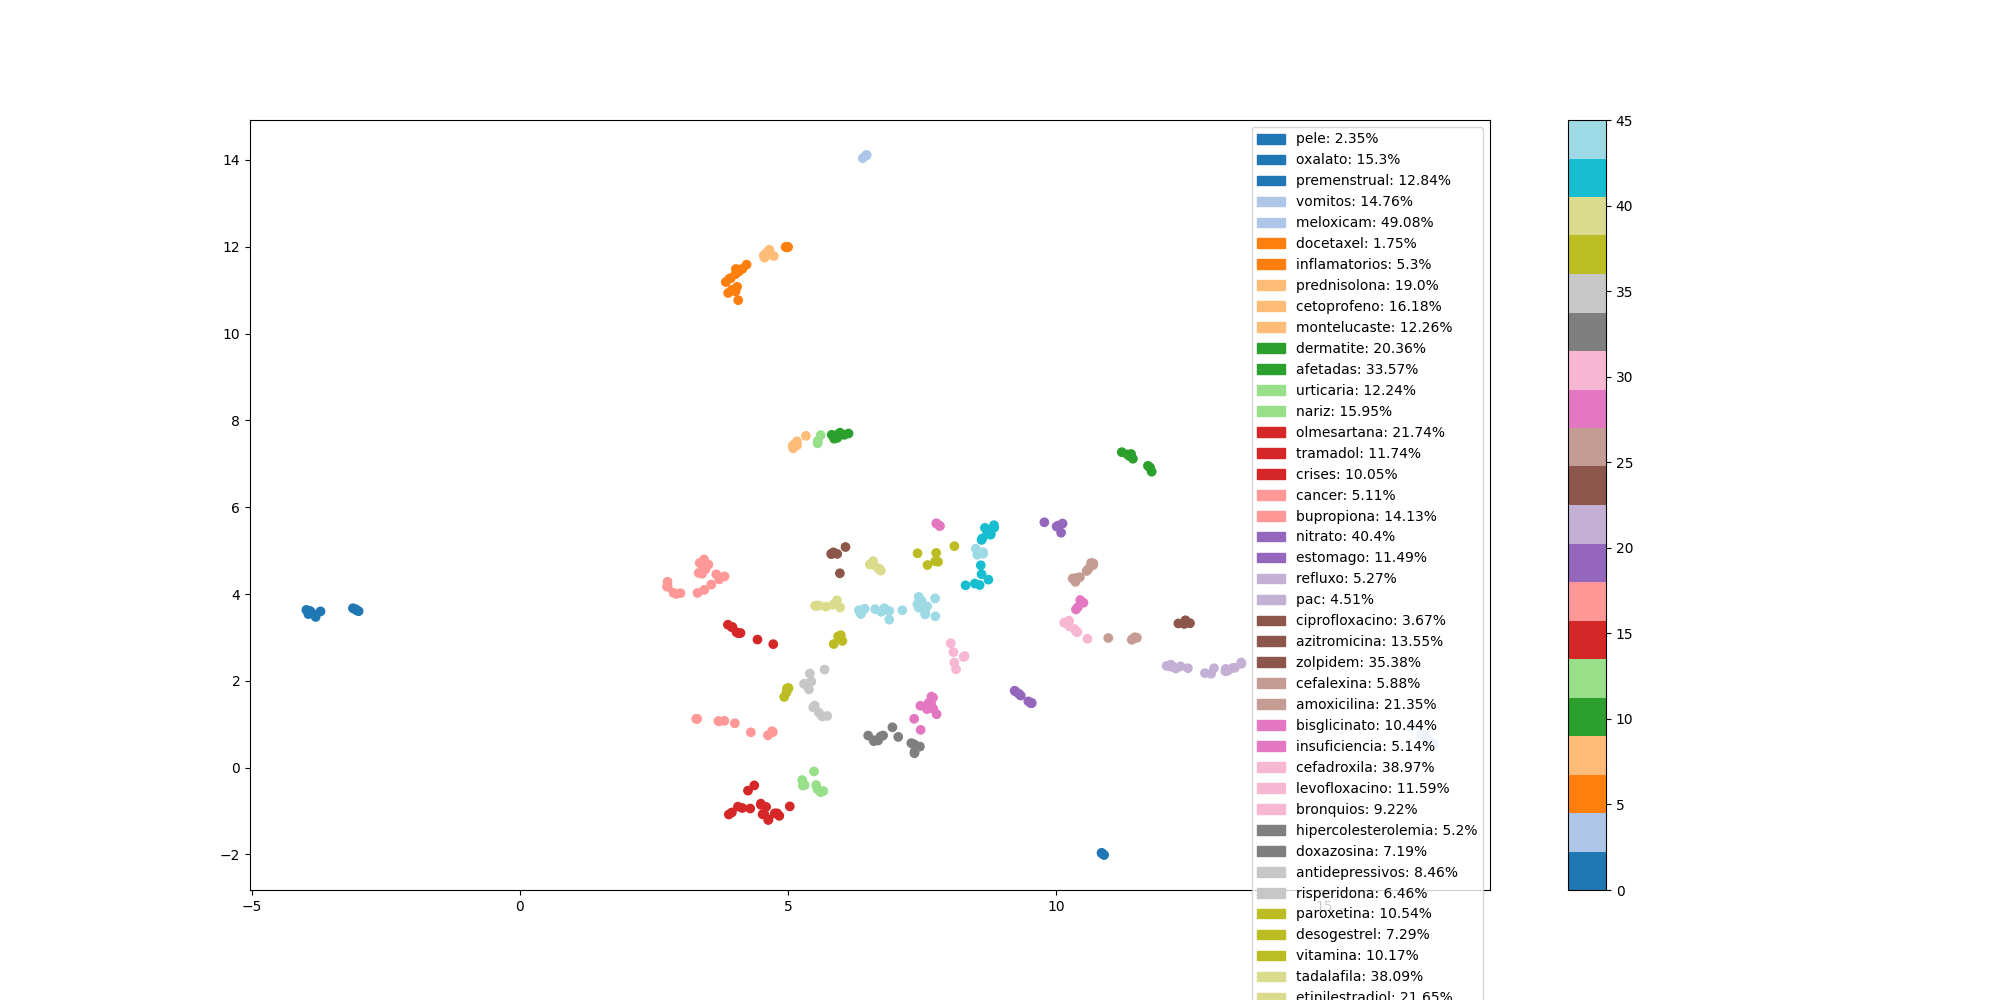 14
12
10
8
6
4
2
0
−2
−5
0
5
10
15
pele: 2.35%
oxalato: 15.3%
premenstrual: 12.84%
vomitos: 14.76%
meloxicam: 49.08%
docetaxel: 1.75%
inflamatorios: 5.3%
prednisolona: 19.0%
cetoprofeno: 16.18%
montelucaste: 12.26%
dermatite: 20.36%
afetadas: 33.57%
urticaria: 12.24%
nariz: 15.95%
olmesartana: 21.74%
tramadol: 11.74%
crises: 10.05%
cancer: 5.11%
bupropiona: 14.13%
nitrato: 40.4%
estomago: 11.49%
refluxo: 5.27%
pac: 4.51%
ciprofloxacino: 3.67%
azitromicina: 13.55%
zolpidem: 35.38%
cefalexina: 5.88%
amoxicilina: 21.35%
bisglicinato: 10.44%
insuficiencia: 5.14%
cefadroxila: 38.97%
levofloxacino: 11.59%
bronquios: 9.22%
hipercolesterolemia: 5.2%
doxazosina: 7.19%
antidepressivos: 8.46%
risperidona: 6.46%
paroxetina: 10.54%
desogestrel: 7.29%
vitamina: 10.17%
tadalafila: 38.09%
etinilestradiol: 21.65%
45
40
35
30
25
20
15
10
5
0